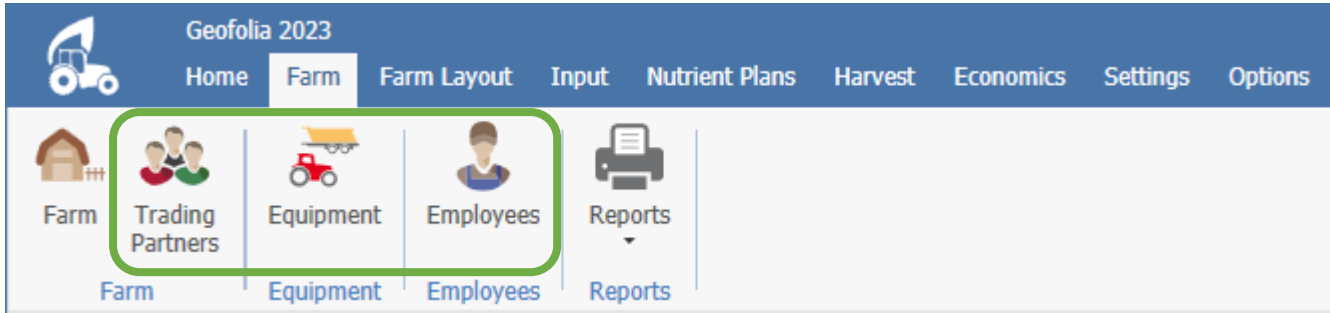 Geofolia 2023
Home Farm Farm Layout Input Nutrient Plans Harvest Economics Settings Options
Farm Trading Equipment Employees Reports
Partners
Farm Equipment Employees Reports